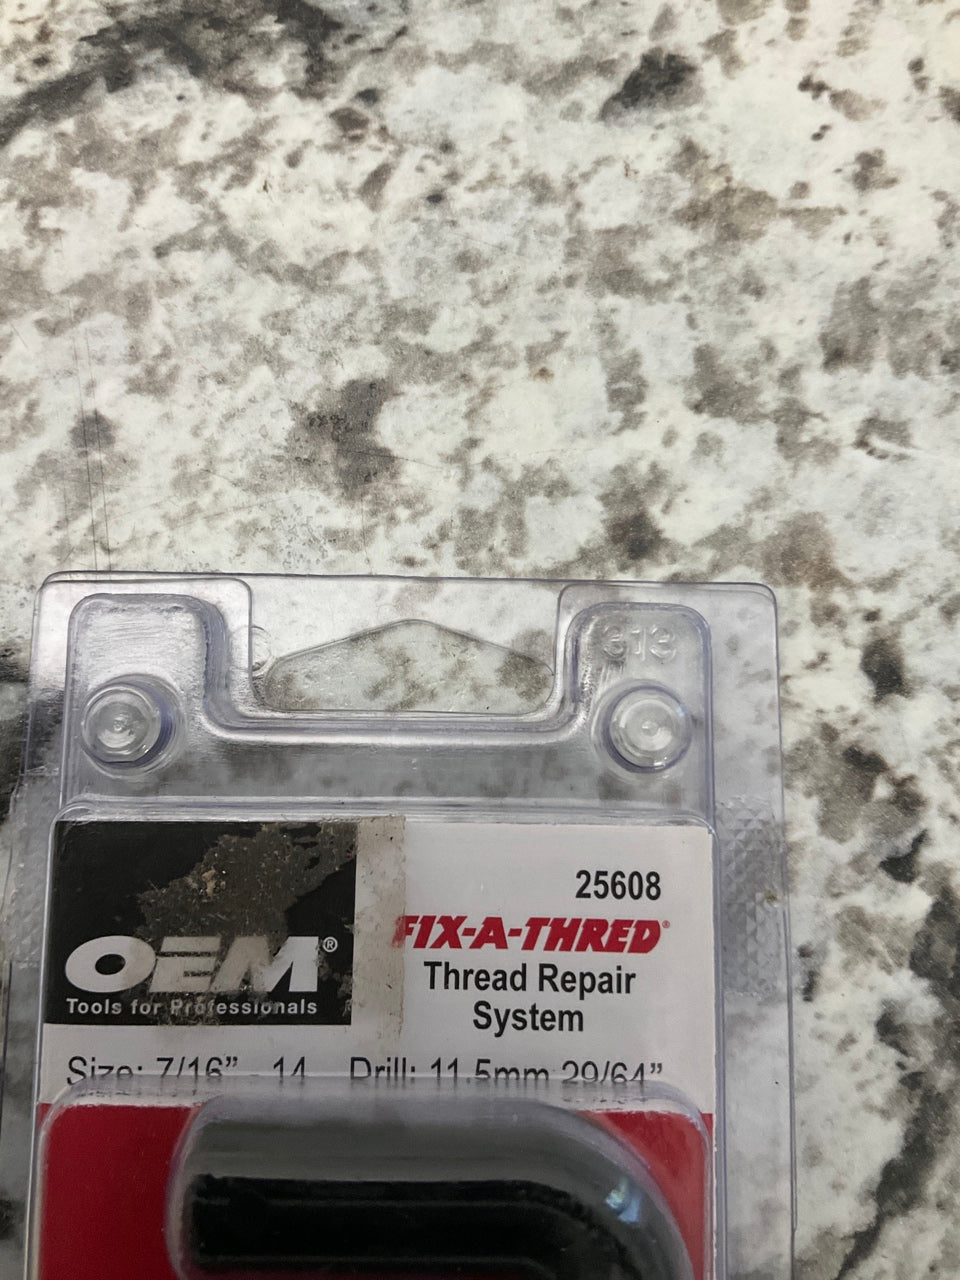 313
25608
OEM®
FIX-A-THRED®
Thread Repair
System
Tools for Professionals
Size: 7/16” - 14 Drill: 11.5mm 29/64”